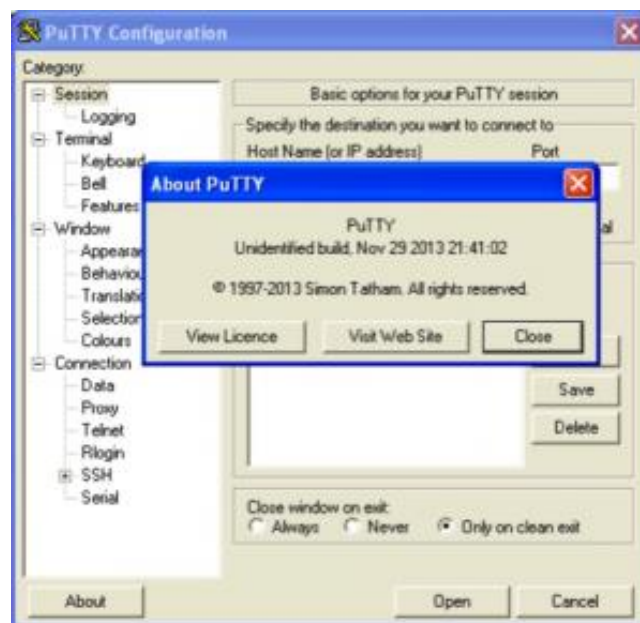 PuTTY Configuration
Category:
Session
Logging
Terminal
Keyboard
Bell
Features
Window
Appearan
Behaviou
Translatio
Selection
Colours
Connection
Data
Proxy
Telnet
Rlogin
SSH
Serial
Basic options for your PuTTY session
Specify the destination you want to connect to
Host Name (or IP address) Port
al
About PuTTY
PuTTY
Unidentified build, Nov 29 2013 21:41:02
© 1997-2013 Simon Tatham. All rights reserved.
View Licence Visit Web Site Close
Save
Delete
Close window on exit:
Always Never Only on clean exit
About Open Cancel